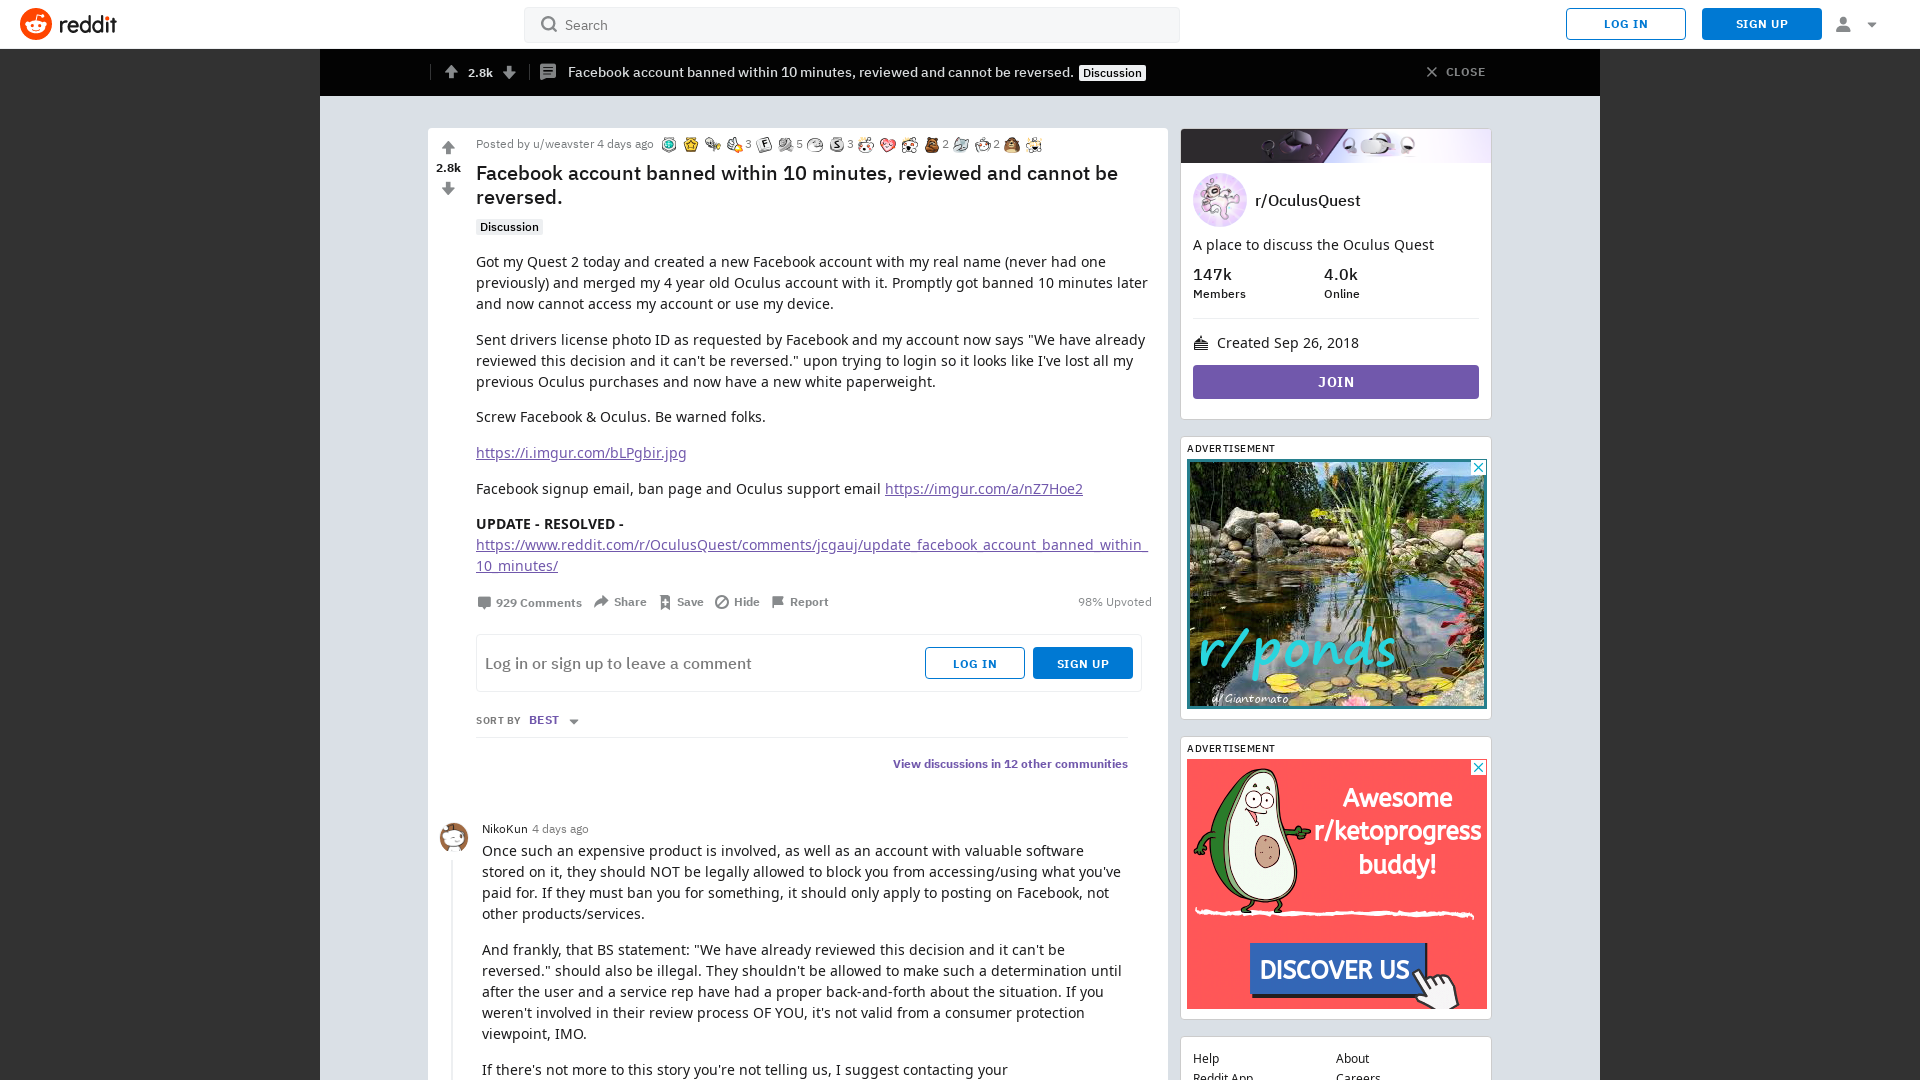 reddit
Search
LOG IN
SIGN UP
2.8k
Facebook account banned within 10 minutes, reviewed and cannot be reversed.
Discussion
CLOSE
2.8k
Posted by u/weavster 4 days ago
3
5
3
2
2
Facebook account banned within 10 minutes, reviewed and cannot be
reversed.
Discussion
Got my Quest 2 today and created a new Facebook account with my real name (never had one
previously) and merged my 4 year old Oculus account with it. Promptly got banned 10 minutes later
and now cannot access my account or use my device.
Sent drivers license photo ID as requested by Facebook and my account now says "We have already
reviewed this decision and it can't be reversed." upon trying to login so it looks like I've lost all my
previous Oculus purchases and now have a new white paperweight.
Screw Facebook & Oculus. Be warned folks.
https://i.imgur.com/bLPgbir.jpg
Facebook signup email, ban page and Oculus support email https://imgur.com/a/nZ7Hoe2
UPDATE - RESOLVED -
https://www.reddit.com/r/OculusQuest/comments/jcgauj/update_facebook_account_banned_within_
10_minutes/
929 Comments
Share
Save
Hide
Report
98% Upvoted
Log in or sign up to leave a comment
LOG IN
SIGN UP
SORT BY BEST
View discussions in 12 other communities
NikoKun 4 days ago
Once such an expensive product is involved, as well as an account with valuable software
stored on it, they should NOT be legally allowed to block you from accessing/using what you've
paid for. If they must ban you for something, it should only apply to posting on Facebook, not
other products/services.
And frankly, that BS statement: "We have already reviewed this decision and it can't be
reversed." should also be illegal. They shouldn't be allowed to make such a determination until
after the user and a service rep have had a proper back-and-forth about the situation. If you
weren't involved in their review process OF YOU, it's not valid from a consumer protection
viewpoint, IMO.
If there's not more to this story you're not telling us, I suggest contacting your
r/OculusQuest
A place to discuss the Oculus Quest
147k
4.0k
Members
Online
Created Sep 26, 2018
JOIN
ADVERTISEMENT
r/ponds
u/Giantomato
ADVERTISEMENT
Awesome
r/ketoprogress
buddy!
DISCOVER US
Help
About
Reddit App
Careers